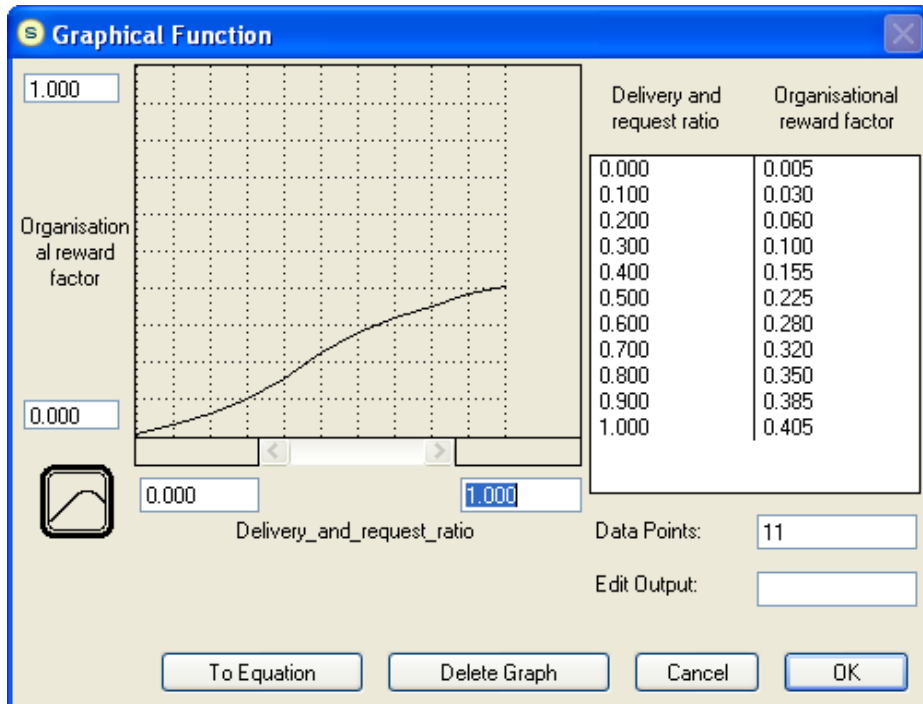 S Graphical Function
1.000
Organisation
al reward
factor
0.000
0.000
1.000
Delivery_and_request_ratio
Delivery and
request ratio
Organisational
reward factor
0.000 0.005
0.100 0.030
0.200 0.060
0.300 0.100
0.400 0.155
0.500 0.225
0.600 0.280
0.700 0.320
0.800 0.350
0.900 0.385
1.000 0.405
Data Points: 11
Edit Output:
To Equation
Delete Graph
Cancel
OK